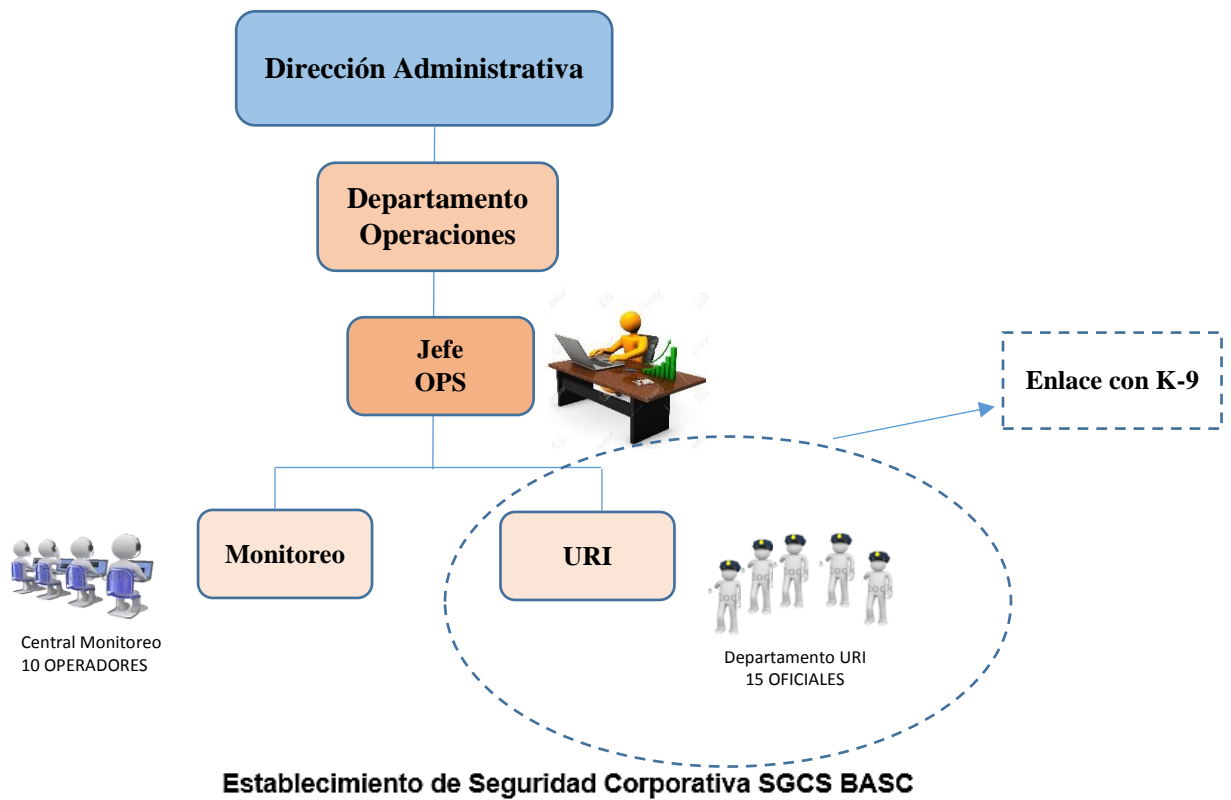 Dirección Administrativa
Departamento
Operaciones
Jefe
OPS
Enlace con K-9
Monitoreo
URI
Central Monitoreo
10 OPERADORES
Departamento URI
15 OFICIALES
Establecimiento de Seguridad Corporativa SGCS BASC